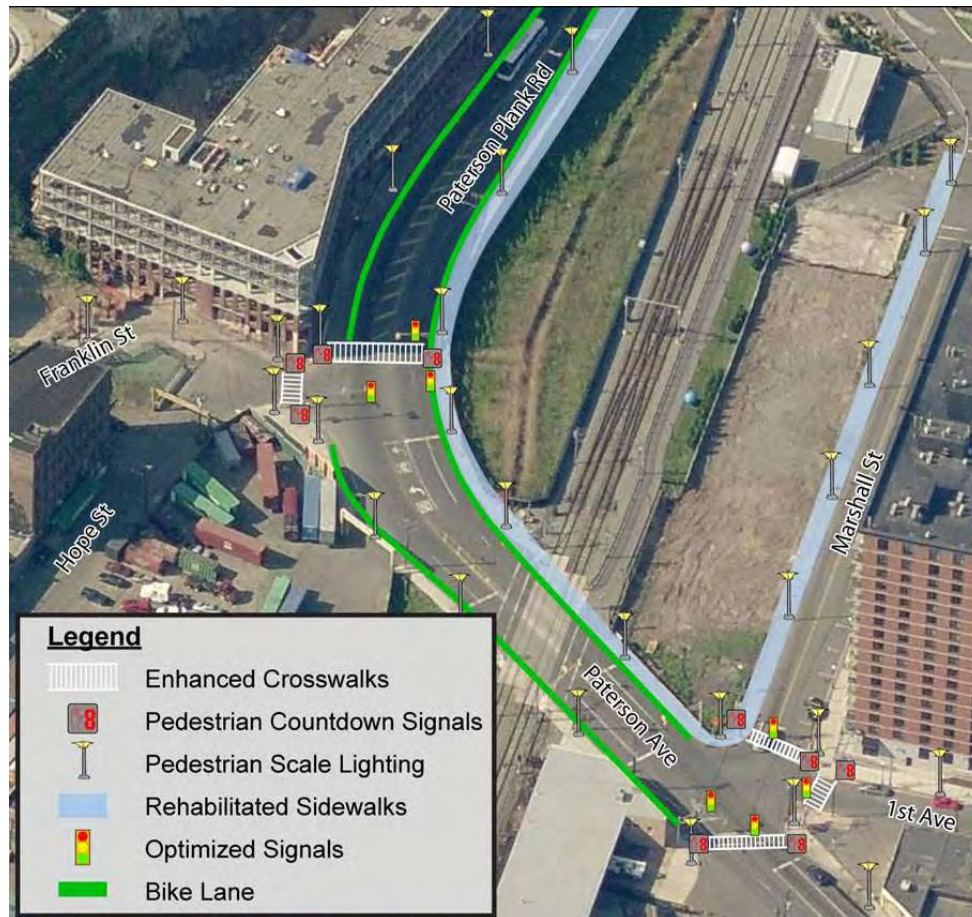 Paterson Plank Rd
Franklin St
Hope St
Marshall St
Paterson Ave
1st Ave
Legend
Enhanced Crosswalks
8 Pedestrian Countdown Signals
Pedestrian Scale Lighting
Rehabilitated Sidewalks
Optimized Signals
Bike Lane